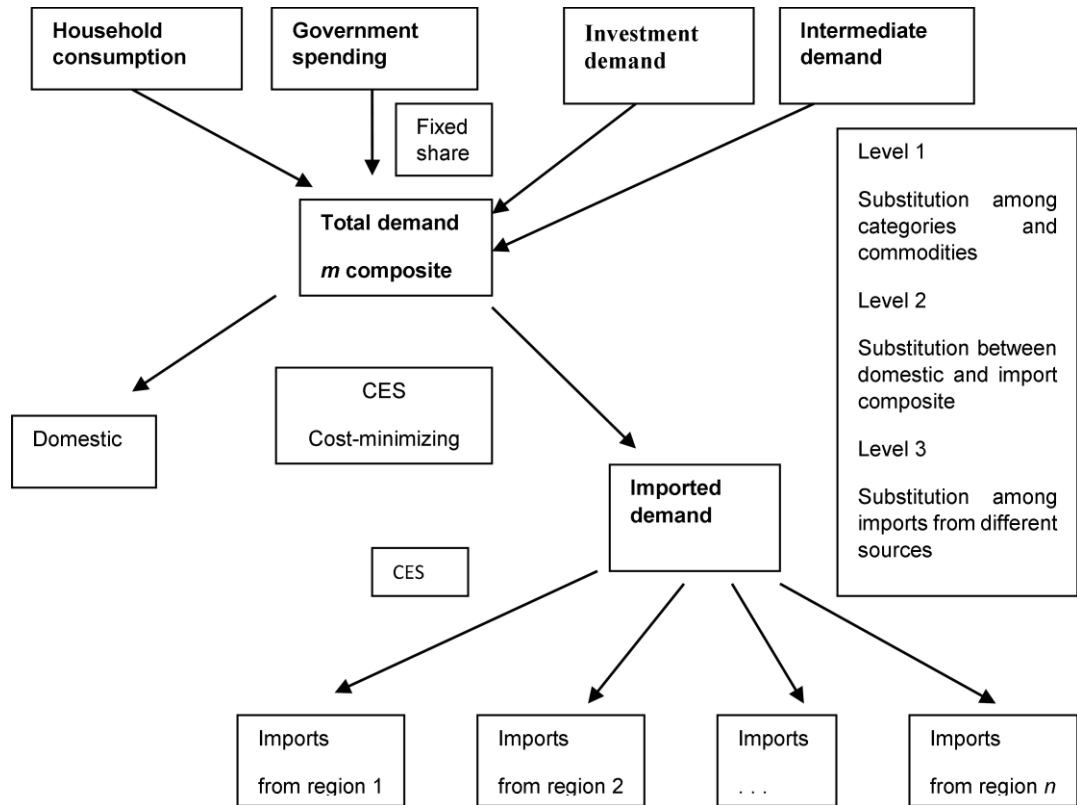 Household
consumption
Government
spending
Investment
demand
Intermediate
demand
Fixed
share
Total demand
m composite
Level 1
Substitution among
categories and
commodities
Level 2
Substitution between
domestic and import
composite
Level 3
Substitution among
imports from different
sources
CES
Cost-minimizing
Domestic
Imported
demand
CES
Imports
from region 1
Imports
from region 2
Imports
. . .
Imports
from region n